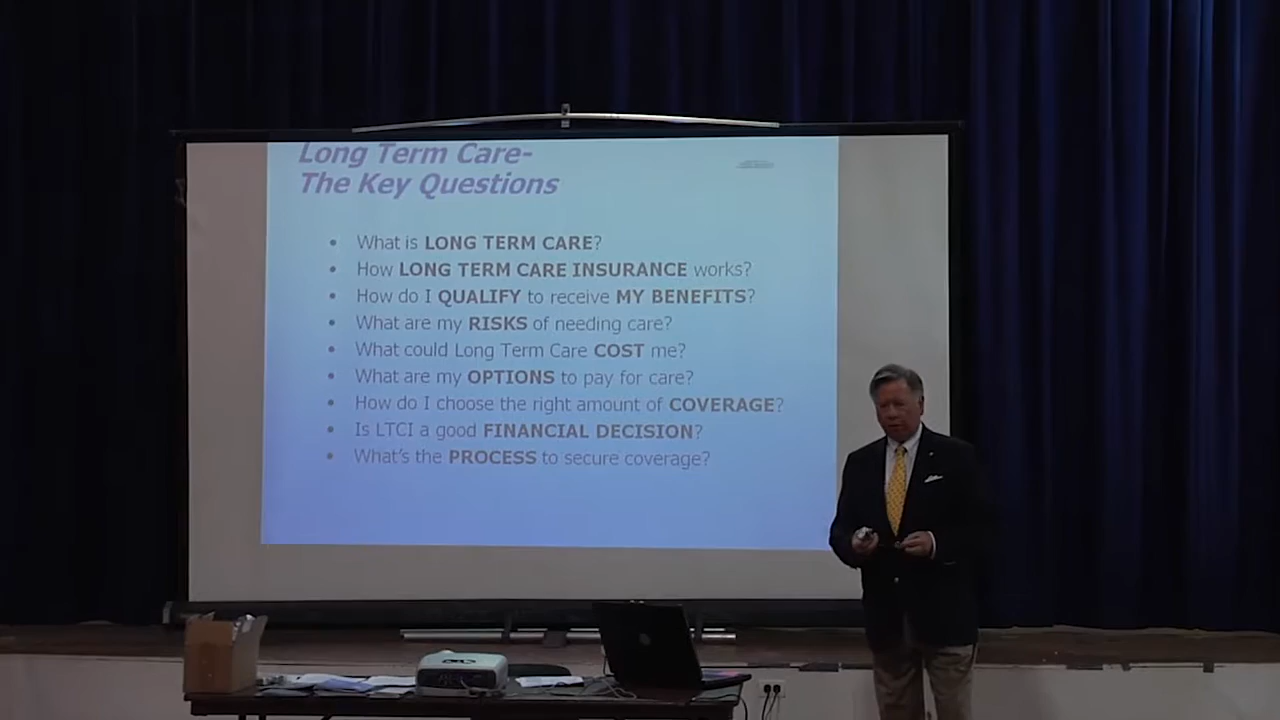 Long Term Care-
The Key Questions
• What is LONG TERM CARE?
• How LONG TERM CARE INSURANCE works?
• How do I QUALIFY to receive MY BENEFITS?
• What are my RISKS of needing care?
• What could Long Term Care COST me?
• What are my OPTIONS to pay for care?
• How do I choose the right amount of COVERAGE?
• Is LTCI a good FINANCIAL DECISION?
• What's the PROCESS to secure coverage?